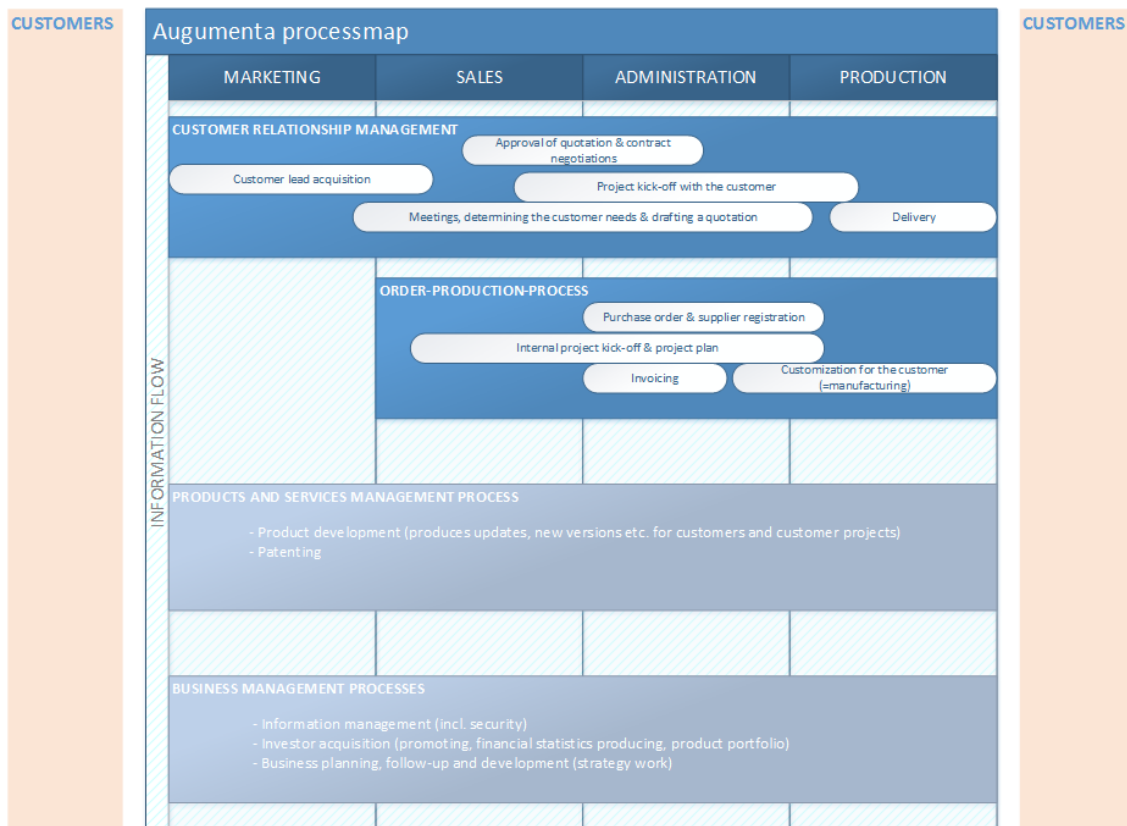 CUSTOMERS
Augumenta processmap
CUSTOMERS
MARKETING
SALES
ADMINISTRATION
PRODUCTION
INFORMATION FLOW
CUSTOMER RELATIONSHIP MANAGEMENT
Approval of quotation & contract
negotiations
Customer lead acquisition
Project kick-off with the customer
Meetings, determining the customer needs & drafting a quotation
Delivery
ORDER-PRODUCTION-PROCESS
Purchase order & supplier registration
Internal project kick-off & project plan
Invoicing
Customization for the customer
(=manufacturing)
PRODUCTS AND SERVICES MANAGEMENT PROCESS
- Product development (produces updates, new versions etc. for customers and customer projects)
- Patenting
BUSINESS MANAGEMENT PROCESSES
- Information management (incl. security)
- Investor acquisition (promoting, financial statistics producing, product portfolio)
- Business planning, follow-up and development (strategy work)